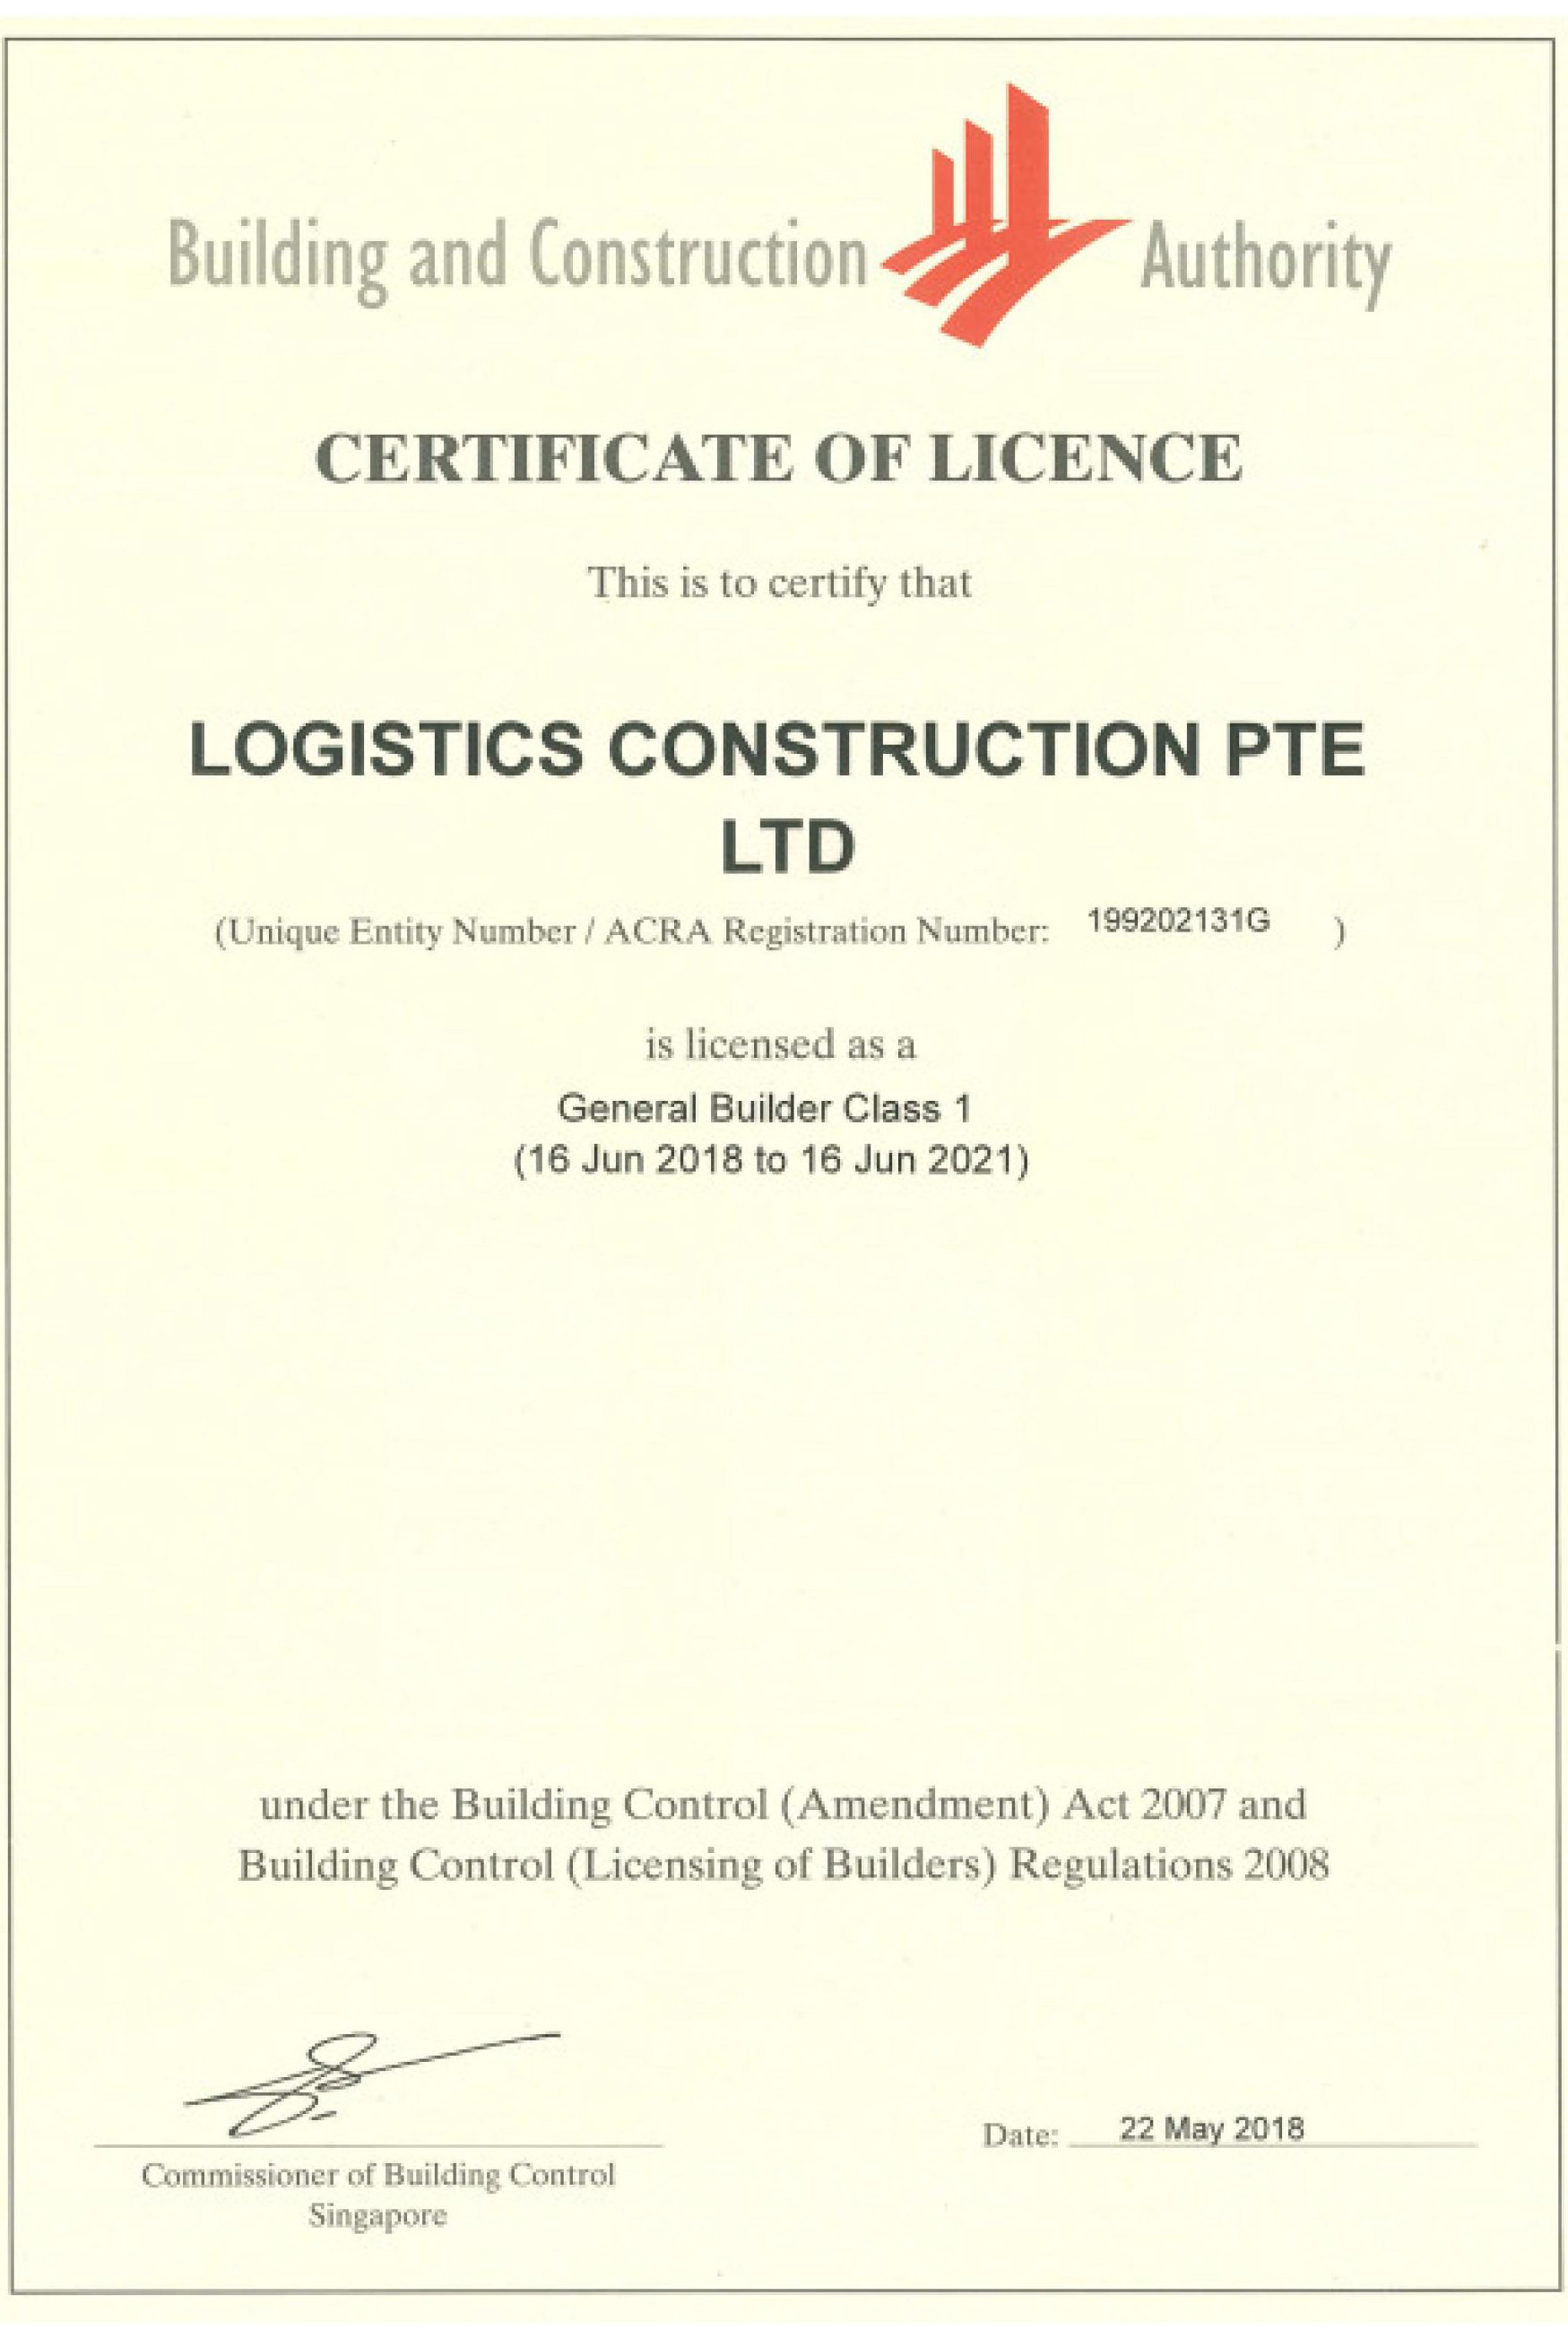 Building and Construction Authority
CERTIFICATE OF LICENCE
This is to certify that
LOGISTICS CONSTRUCTION PTE
LTD
(Unique Entity Number / ACRA Registration Number: 199202131G )
is licensed as a
General Builder Class 1
(16 Jun 2018 to 16 Jun 2021)
under the Building Control (Amendment) Act 2007 and
Building Control (Licensing of Builders) Regulations 2008
Date: 22 May 2018
Commissioner of Building Control
Singapore